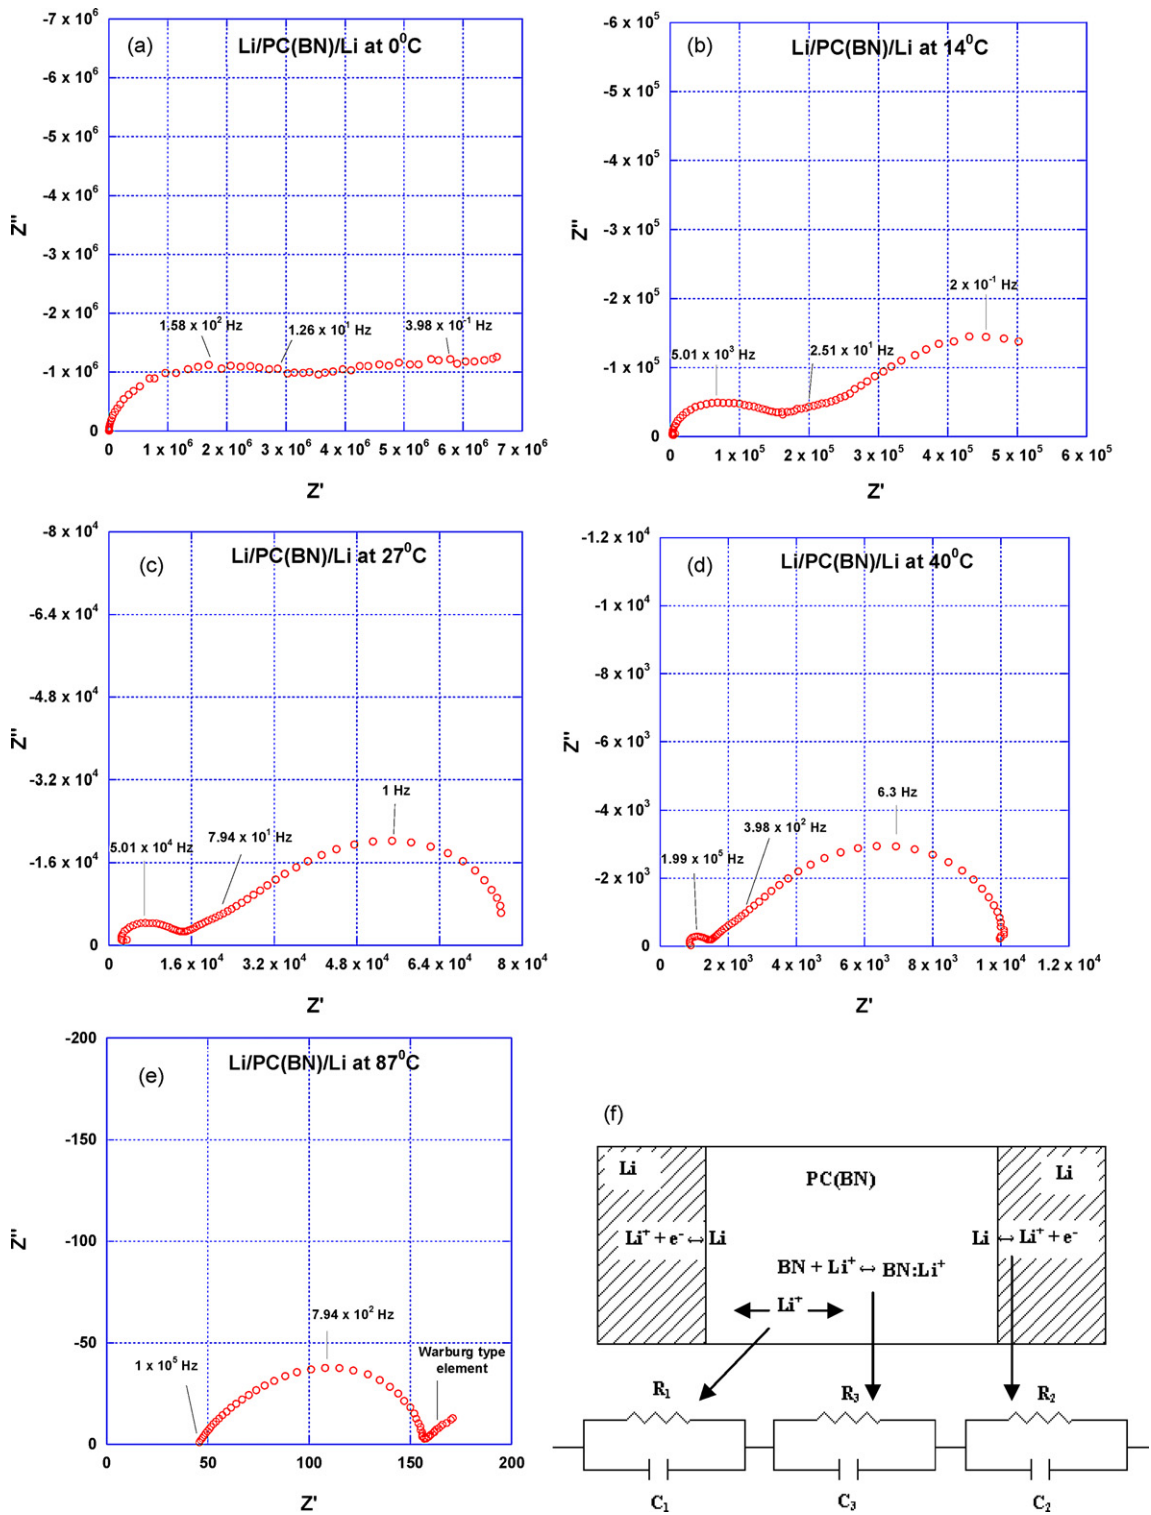 (a)
Li/PC(BN)/Li at 0⁰C
-7 x 10⁶
-6 x 10⁶
-5 x 10⁶
-4 x 10⁶
-3 x 10⁶
-2 x 10⁶
-1 x 10⁶
0
Z''
1.58 x 10² Hz
1.26 x 10¹ Hz
3.98 x 10⁻¹ Hz
0 1 x 10⁶ 2 x 10⁶ 3 x 10⁶ 4 x 10⁶ 5 x 10⁶ 6 x 10⁶ 7 x 10⁶
Z'
(b)
Li/PC(BN)/Li at 14⁰C
-6 x 10⁵
-5 x 10⁵
-4 x 10⁵
-3 x 10⁵
-2 x 10⁵
-1 x 10⁵
0
Z''
5.01 x 10³ Hz
2.51 x 10¹ Hz
2 x 10⁻¹ Hz
0 1 x 10⁵ 2 x 10⁵ 3 x 10⁵ 4 x 10⁵ 5 x 10⁵ 6 x 10⁵
Z'
(c)
Li/PC(BN)/Li at 27⁰C
-8 x 10⁴
-6.4 x 10⁴
-4.8 x 10⁴
-3.2 x 10⁴
-1.6 x 10⁴
0
Z''
5.01 x 10⁴ Hz
7.94 x 10¹ Hz
1 Hz
0 1.6 x 10⁴ 3.2 x 10⁴ 4.8 x 10⁴ 6.4 x 10⁴ 8 x 10⁴
Z'
(d)
Li/PC(BN)/Li at 40⁰C
-1.2 x 10⁴
-1 x 10⁴
-8 x 10³
-6 x 10³
-4 x 10³
-2 x 10³
0
Z''
1.99 x 10⁵ Hz
3.98 x 10² Hz
6.3 Hz
0 2 x 10³ 4 x 10³ 6 x 10³ 8 x 10³ 1 x 10⁴ 1.2 x 10⁴
Z'
(e)
Li/PC(BN)/Li at 87⁰C
-200
-150
-100
-50
0
Z''
1 x 10⁵ Hz
7.94 x 10² Hz
Warburg type
element
0 50 100 150 200
Z'
(f)
Li
PC(BN)
Li
Li⁺ + e⁻ ↔ Li
Li ↔ Li⁺ + e⁻
BN + Li⁺ ↔ BN:Li⁺
Li⁺
R₁ R₃ R₂
C₁ C₃ C₂